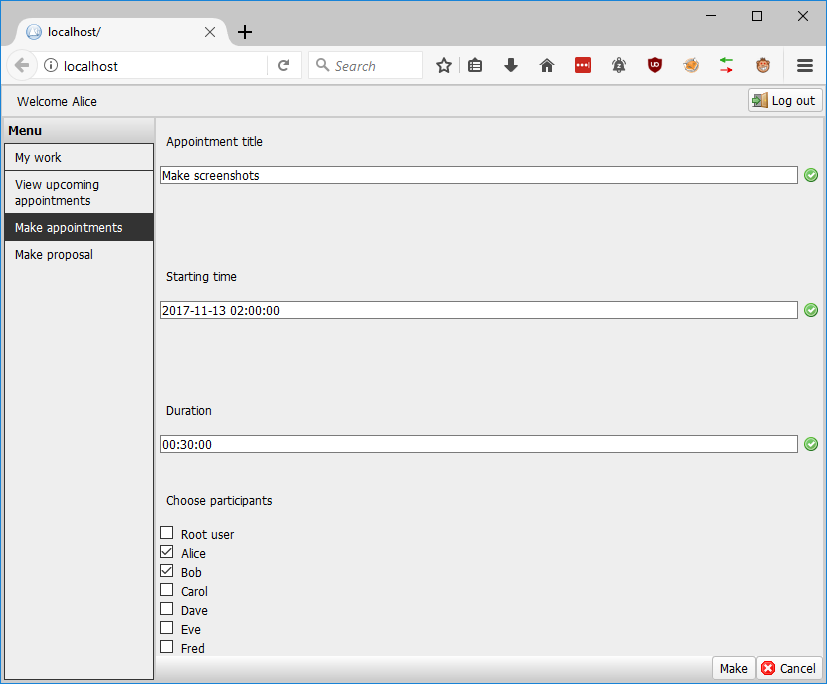 localhost/
localhost
Search
Welcome Alice
Log out
Menu
My work
View upcoming
appointments
Make appointments
Make proposal
Appointment title
Make screenshots
Starting time
2017-11-13 02:00:00
Duration
00:30:00
Choose participants
Root user
Alice
Bob
Carol
Dave
Eve
Fred
Make
Cancel